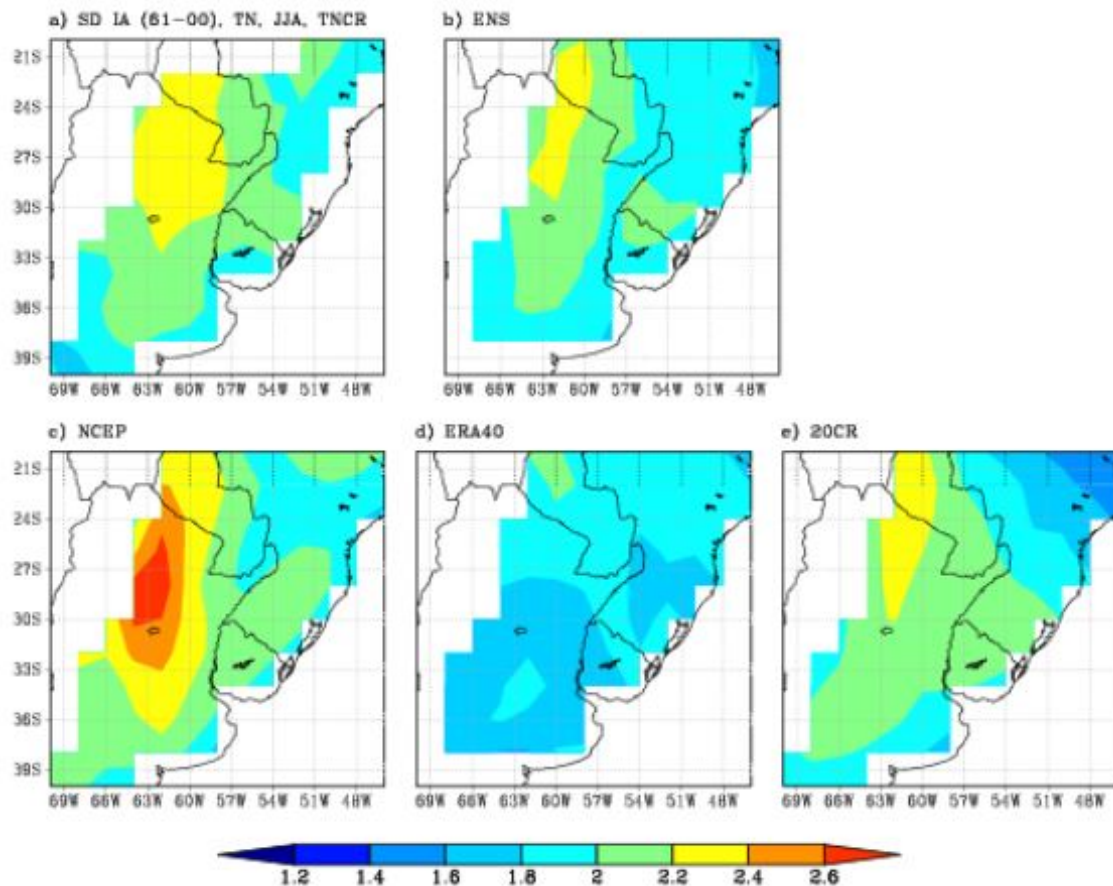 a) SD IA (61-00), TN, JJA, TNCR
b) ENS
21S
24S
27S
30S
33S
36S
39S
69W 66W 63W 60W 57W 54W 51W 48W
69W 66W 63W 60W 57W 54W 51W 48W
c) NCEP
d) ERA40
e) 20CR
21S
24S
27S
30S
33S
36S
39S
69W 66W 63W 60W 57W 54W 51W 48W
69W 66W 63W 60W 57W 54W 51W 48W
69W 66W 63W 60W 57W 54W 51W 48W
1.2 1.4 1.6 1.8 2 2.2 2.4 2.6